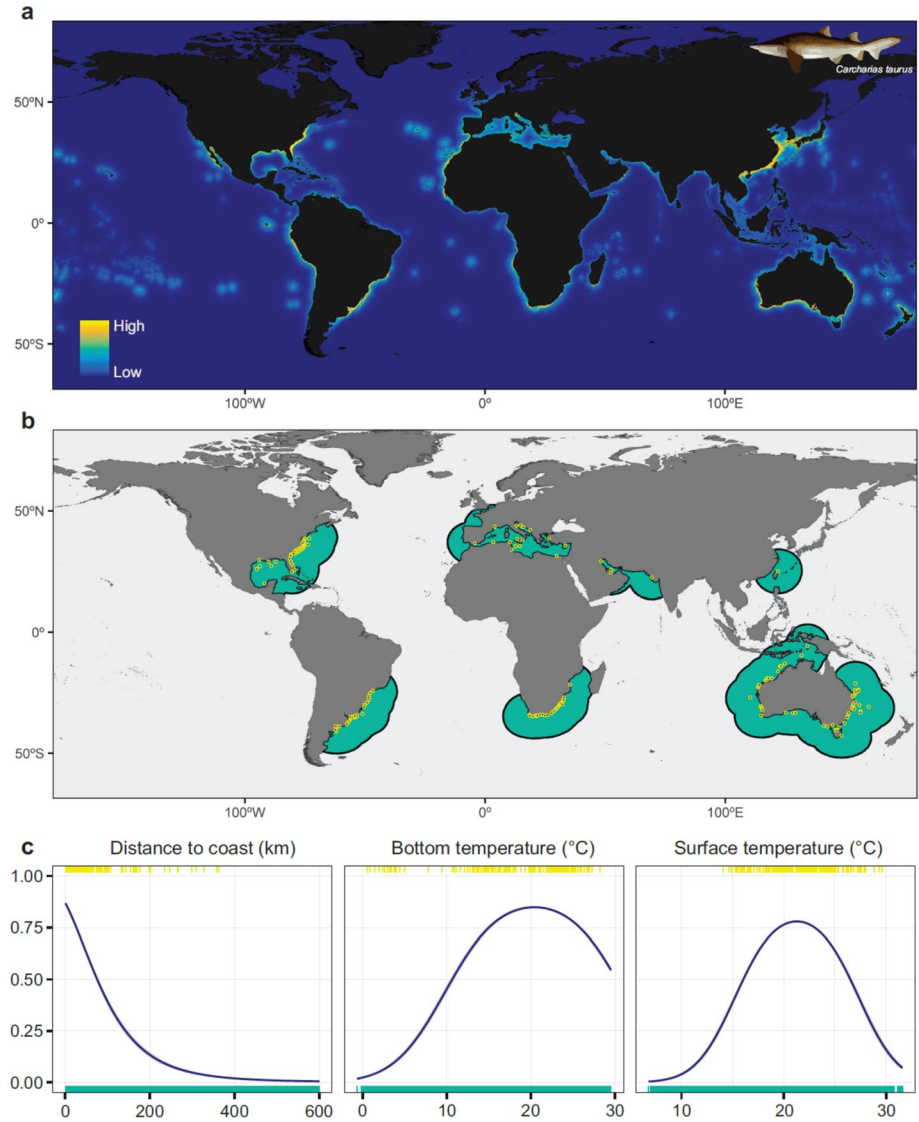 a
Carcharias taurus
50ºN
0º
50ºS
High
Low
100ºW 0º 100ºE
b
50ºN
0º
50ºS
100ºW 0º 100ºE
c Distance to coast (km) Bottom temperature (°C) Surface temperature (°C)
1.00
0.75
0.50
0.25
0.00
0 200 400 600 0 10 20 30 10 20 30